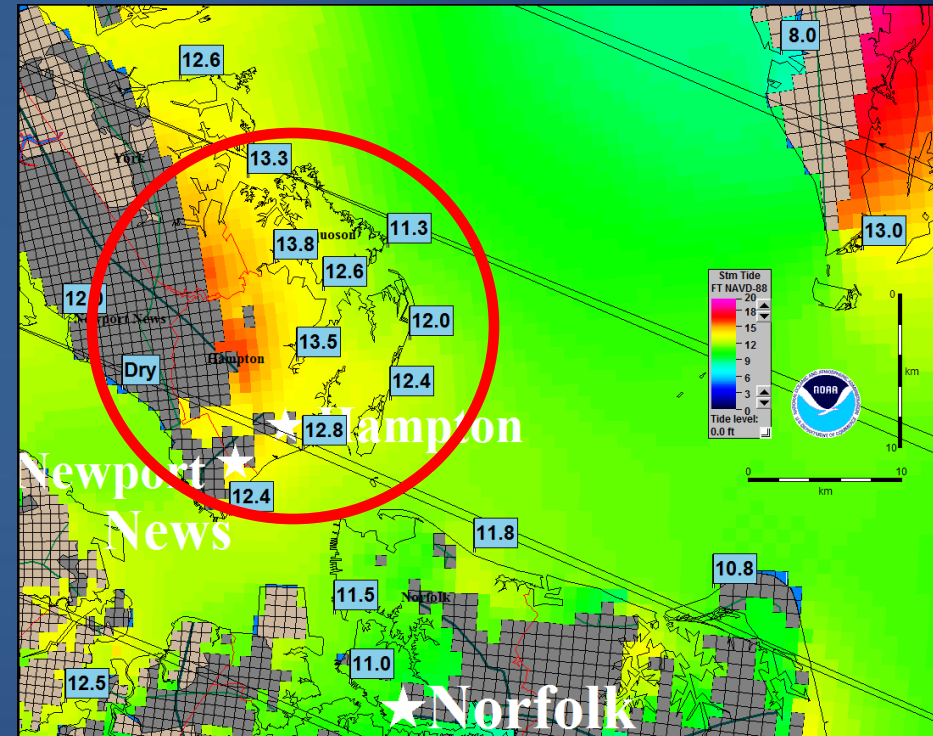 8.0
12.6
York
13.3
11.3
13.0
13.8
uoson
12.6
Stm Tide
FT NAVD-88
20
18
15
12
9
6
3
0
Tide level:
0.0 ft
NOAA
0
km
10
0
10
km
Newport News
12.0
13.5
Hampton
Dry
12.4
12.8
Hampton
Newport
News
12.4
11.8
10.8
11.5
Norfolk
11.0
12.5
Norfolk